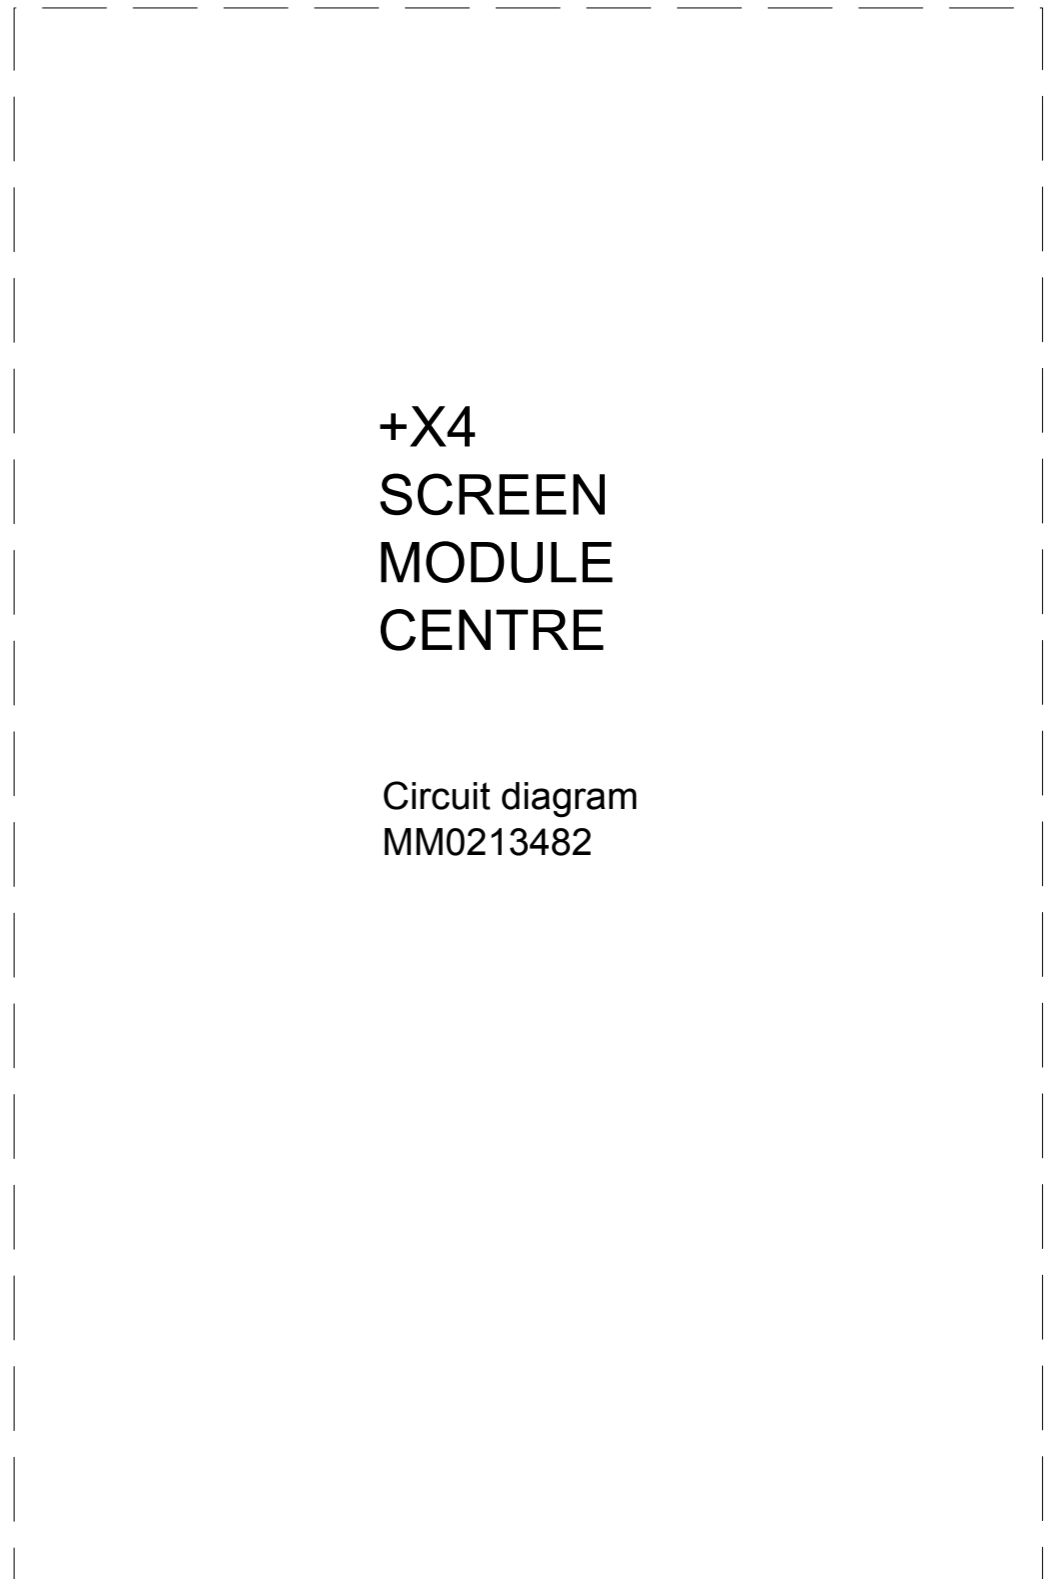 +X4
SCREEN
MODULE
CENTRE
Circuit diagram
MM0213482